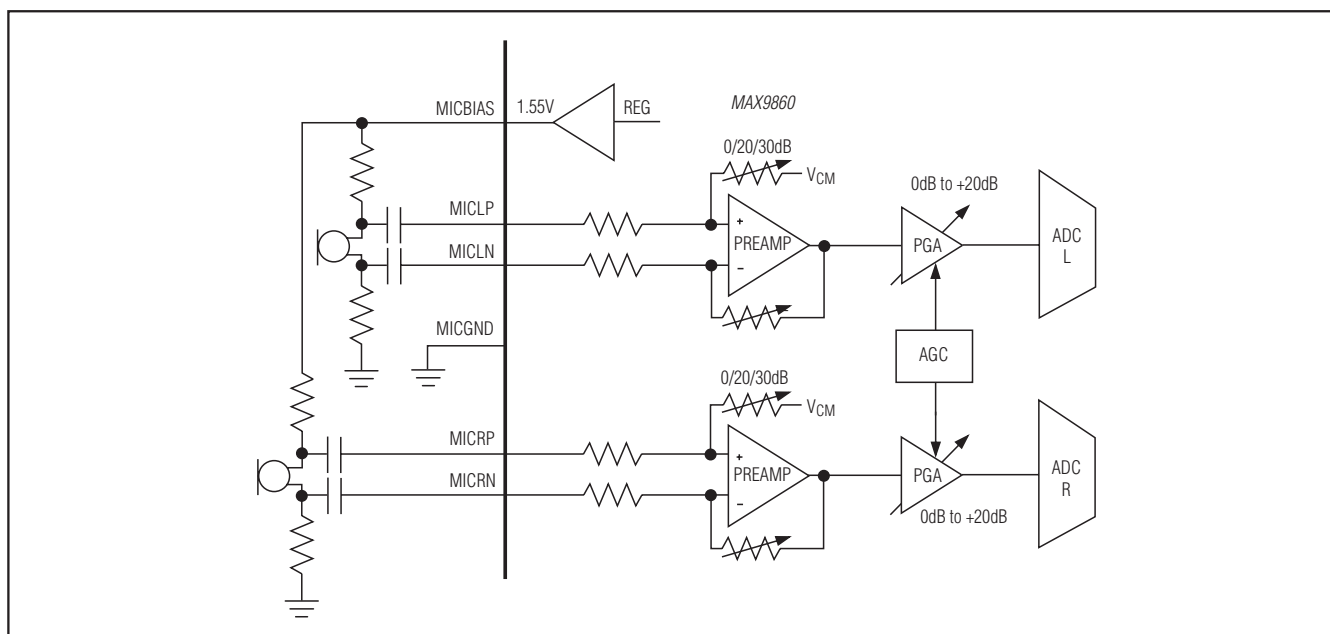 MICBIAS
1.55V
REG
MAX9860
0/20/30dB
VCM
0dB to +20dB
MICLP
+
PREAMP
PGA
ADC
L
MICLN
−
MICGND
AGC
0/20/30dB
VCM
MICRP
+
PREAMP
PGA
ADC
R
MICRN
−
0dB to +20dB